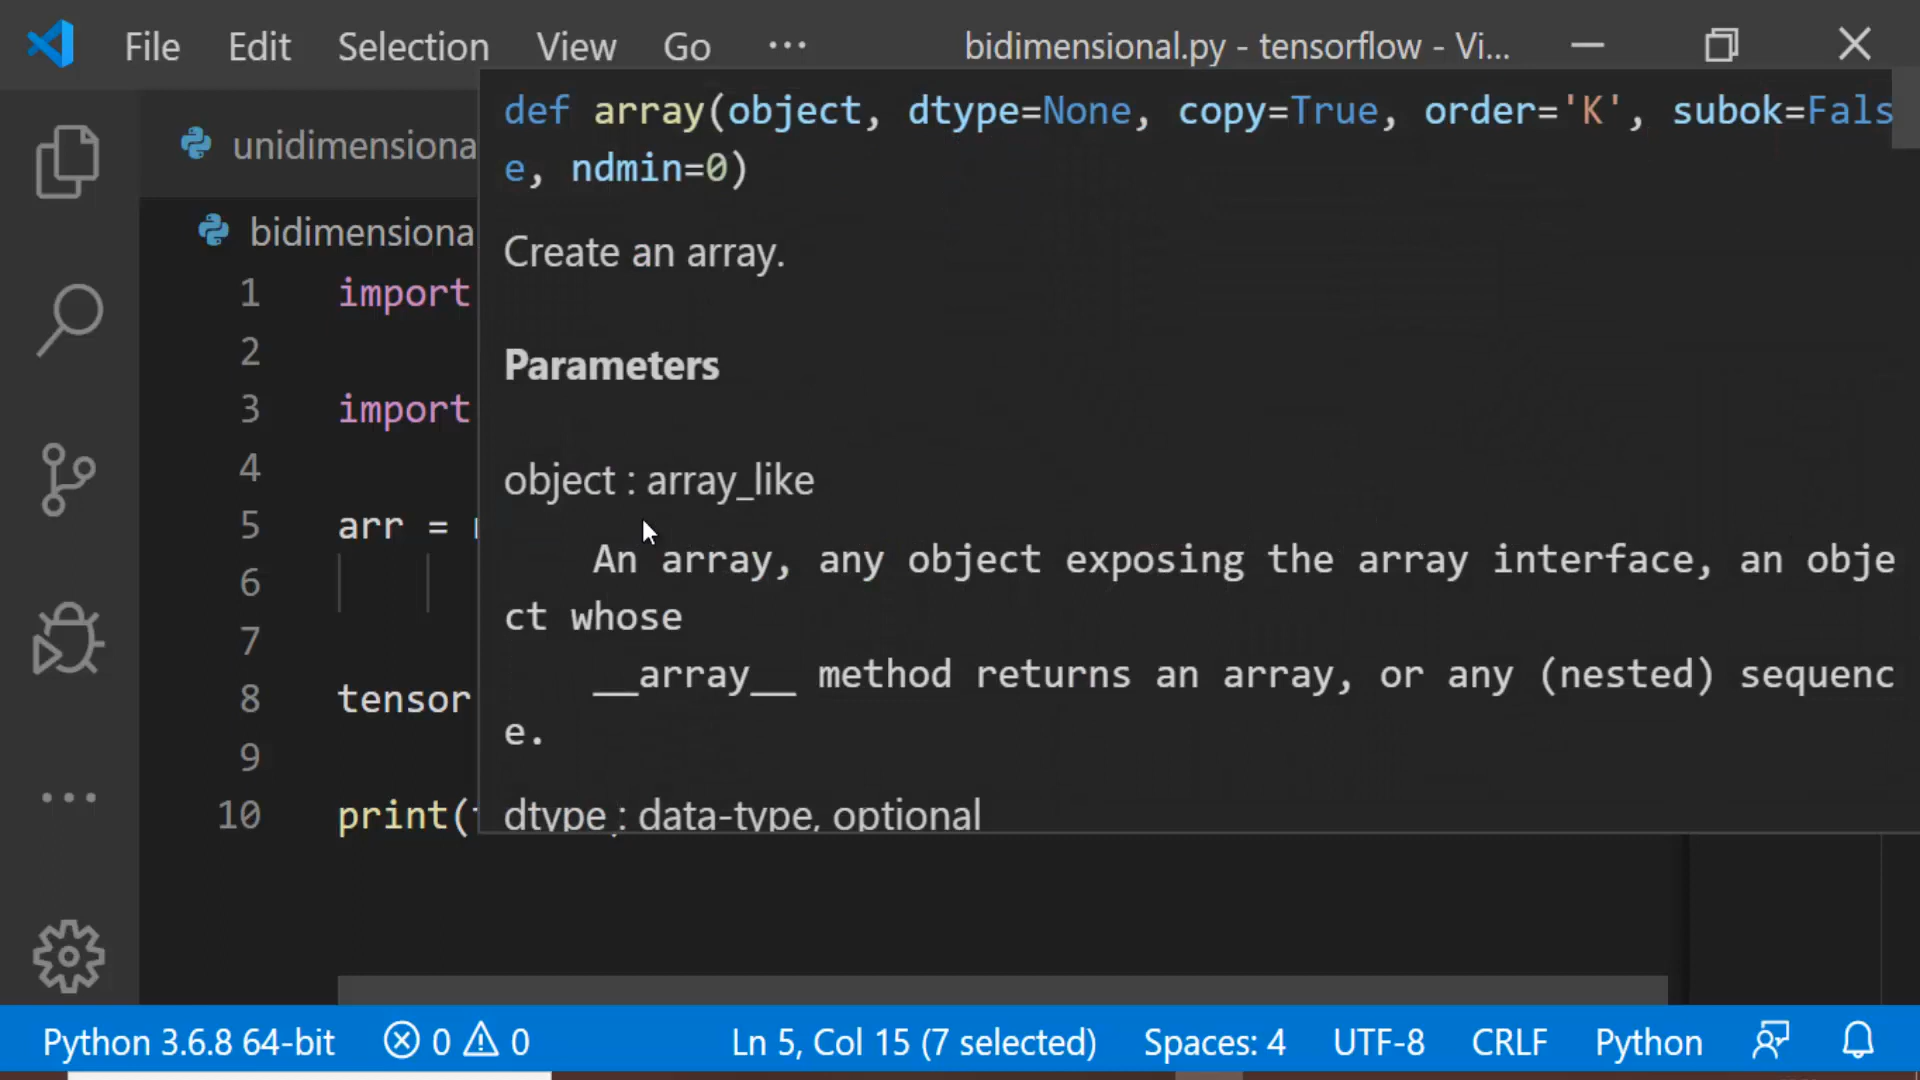 File Edit Selection View Go ··· bidimensional.py - tensorflow - Vi...
unidimensiona
bidimensiona
def array(object, dtype=None, copy=True, order='K', subok=Fals
e, ndmin=0)
Create an array.
Parameters
object : array_like
An array, any object exposing the array interface, an obje
ct whose
__array__ method returns an array, or any (nested) sequenc
e.
dtype : data-type, optional
1 import
2
3 import
4
5 arr =
6
7
8 tensor
9
10 print(
Python 3.6.8 64-bit 0 0 Ln 5, Col 15 (7 selected) Spaces: 4 UTF-8 CRLF Python